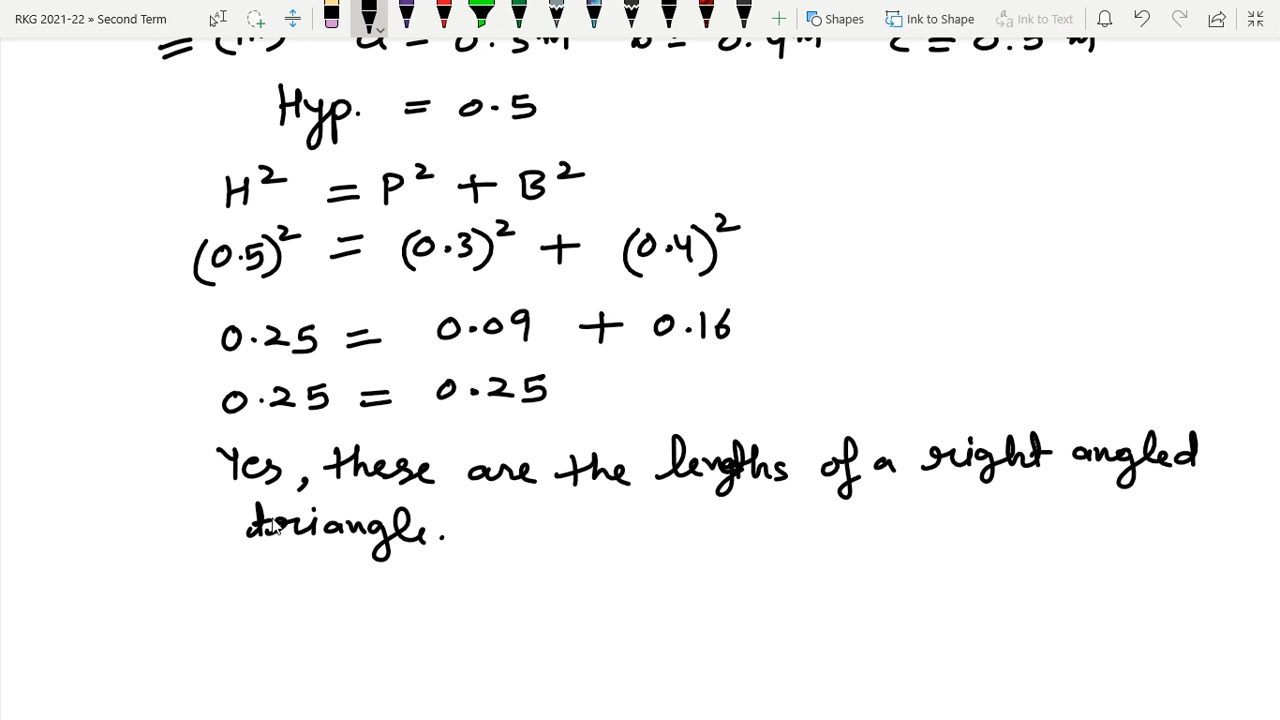 RKG 2021-22 » Second Term
Shapes
Ink to Shape
Ink to Text
Hyp. = 0.5
H² = P² + B²
(0.5)² = (0.3)² + (0.4)²
0.25 = 0.09 + 0.16
0.25 = 0.25
Yes, these are the lengths of a right angled
triangle.